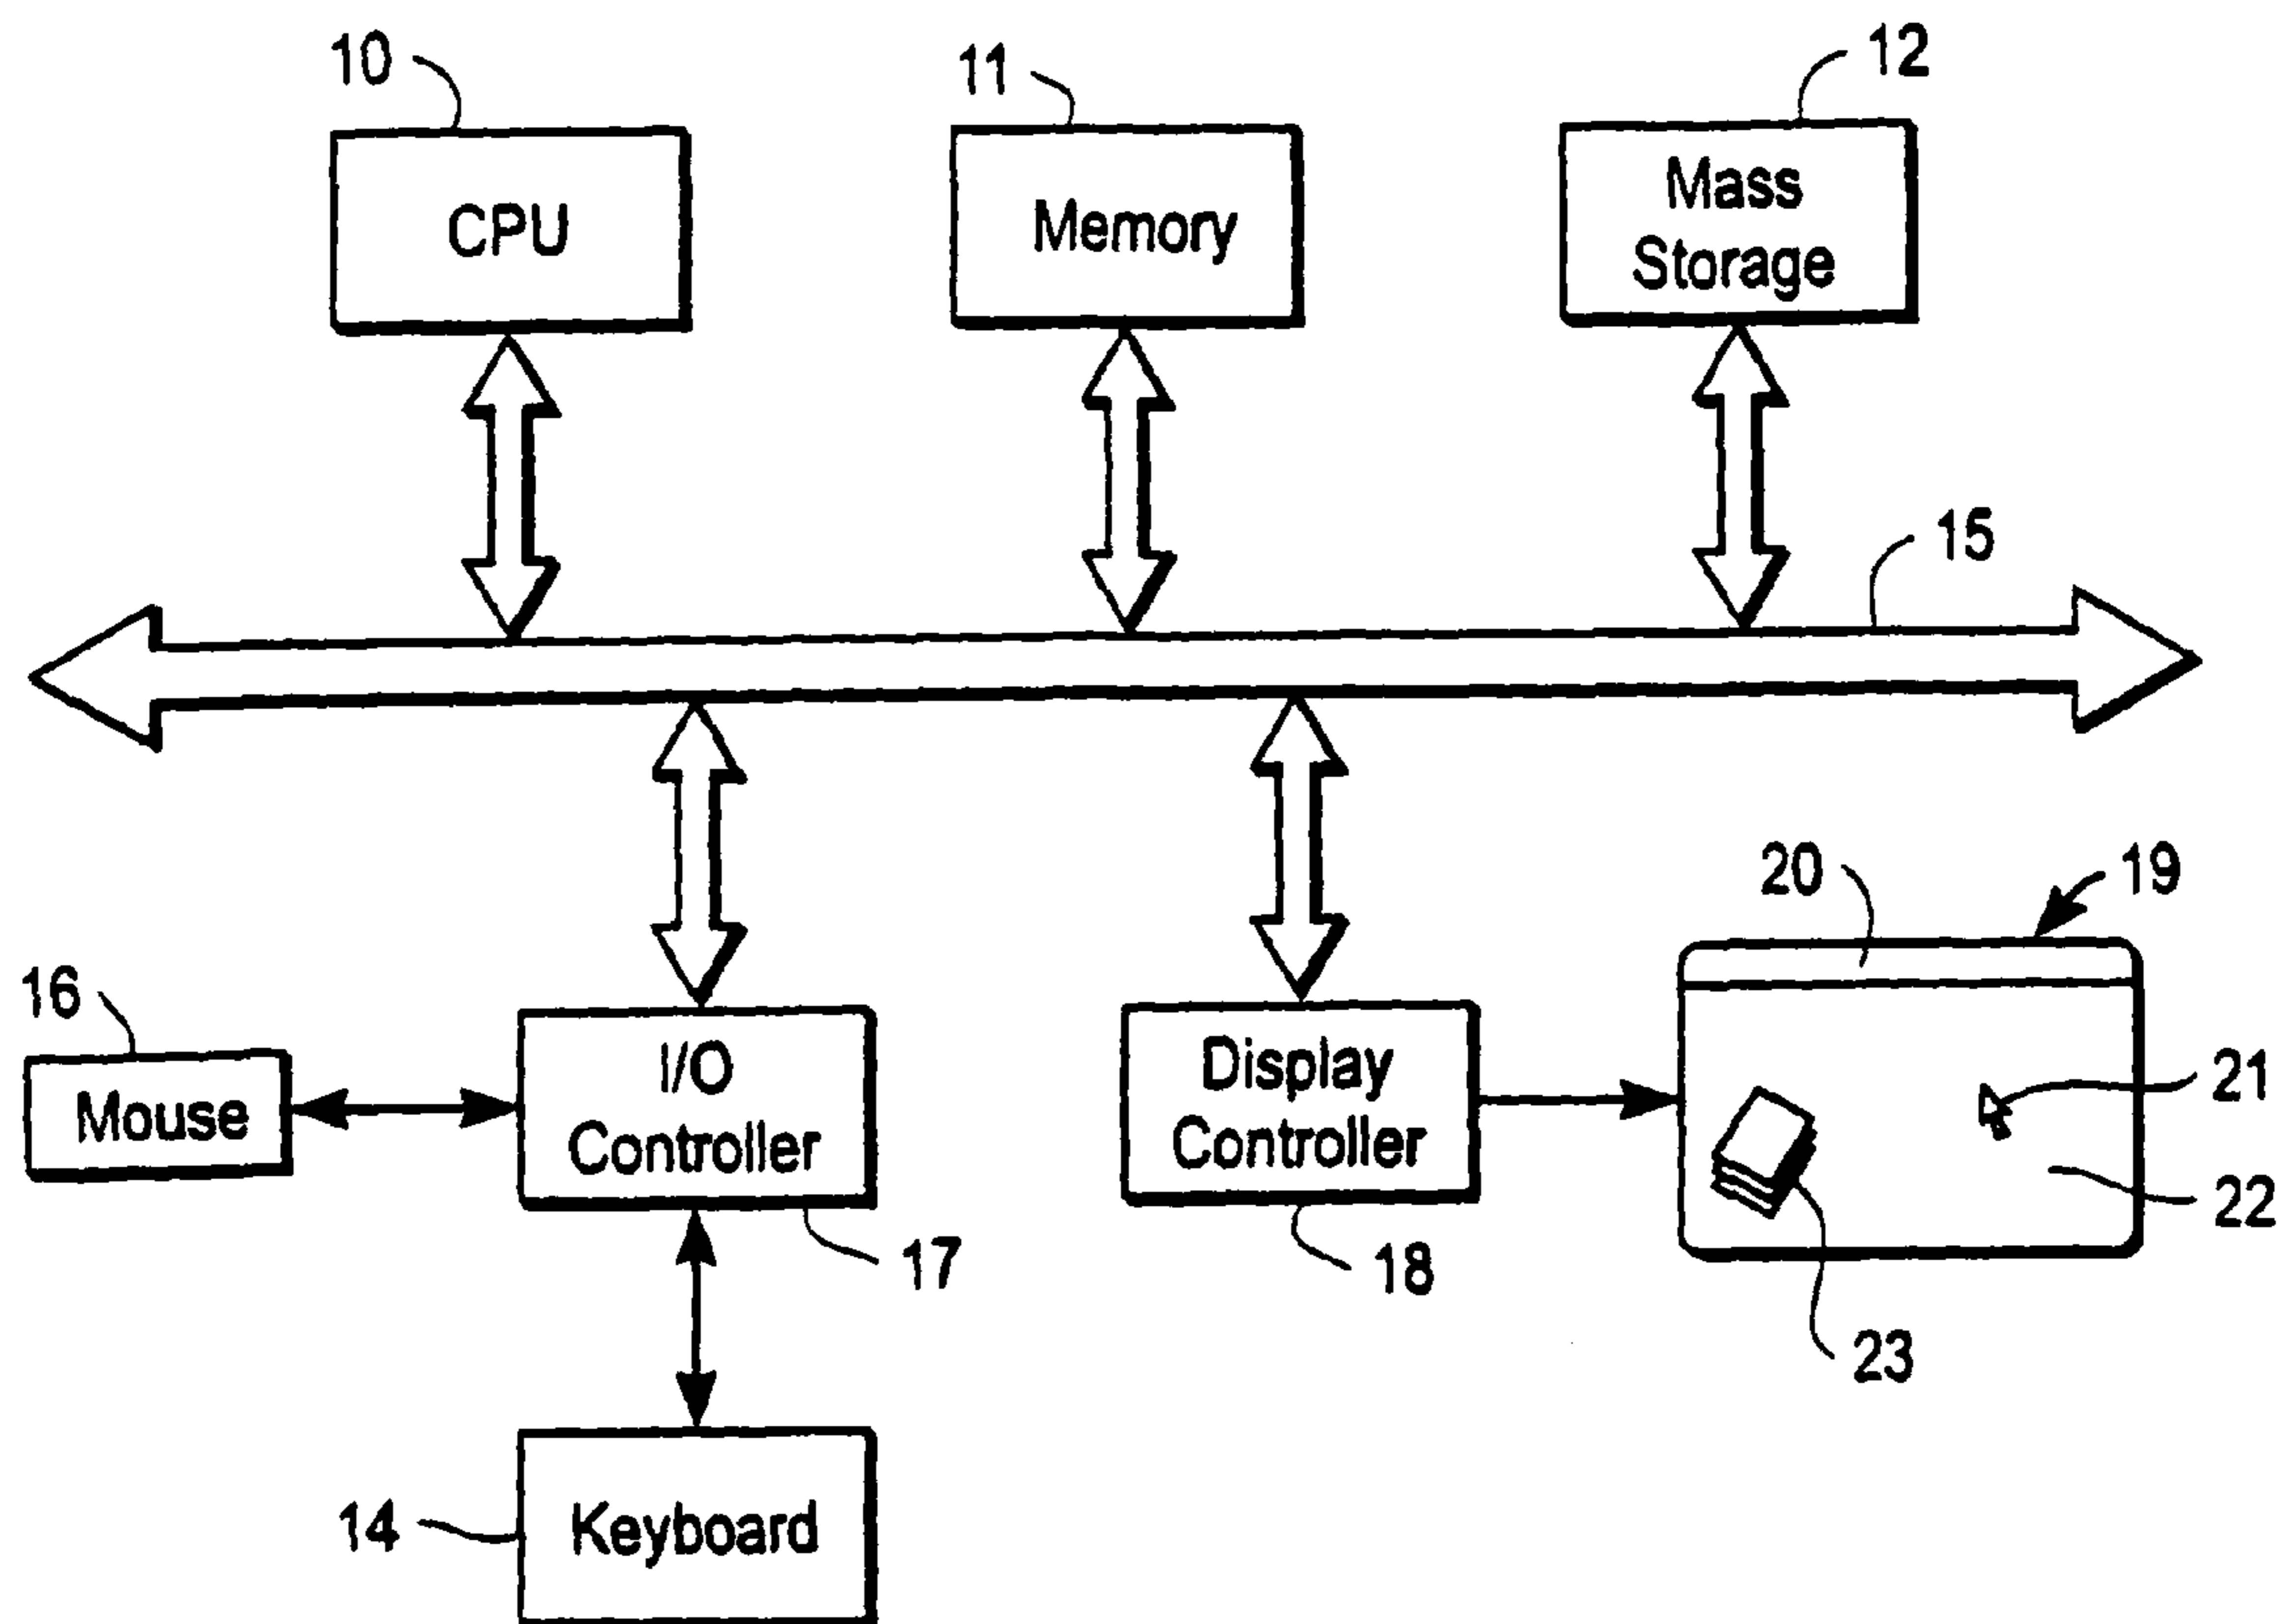 10
11
12
CPU
Memory
Mass
Storage
15
20
19
16
I/O
Controller
Display
Controller
Mouse
21
22
17
18
23
14
Keyboard